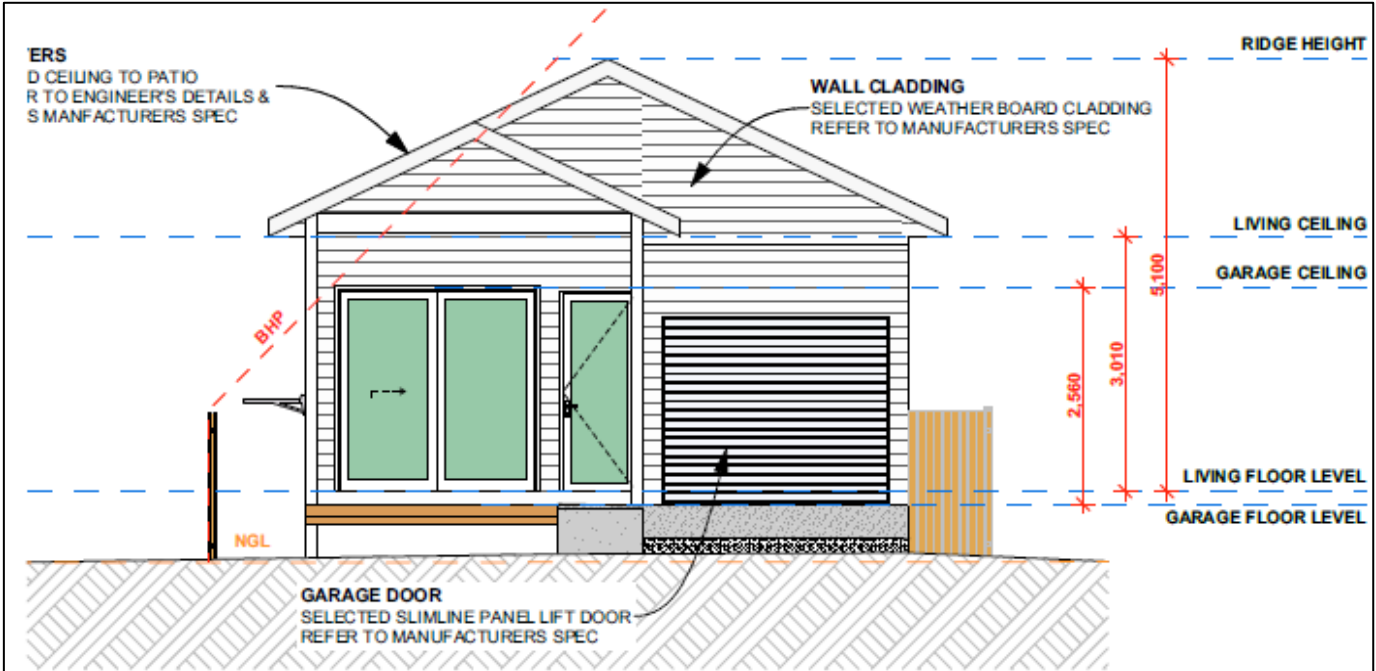 'ERS
D CEILING TO PATIO
R TO ENGINEER'S DETAILS &
S MANFACTURERS SPEC
WALL CLADDING
SELECTED WEATHER BOARD CLADDING
REFER TO MANUFACTURERS SPEC
RIDGE HEIGHT
LIVING CEILING
GARAGE CEILING
5,100
3,010
2,560
BHP
LIVING FLOOR LEVEL
GARAGE FLOOR LEVEL
NGL
GARAGE DOOR
SELECTED SLIMLINE PANEL LIFT DOOR
REFER TO MANUFACTURERS SPEC